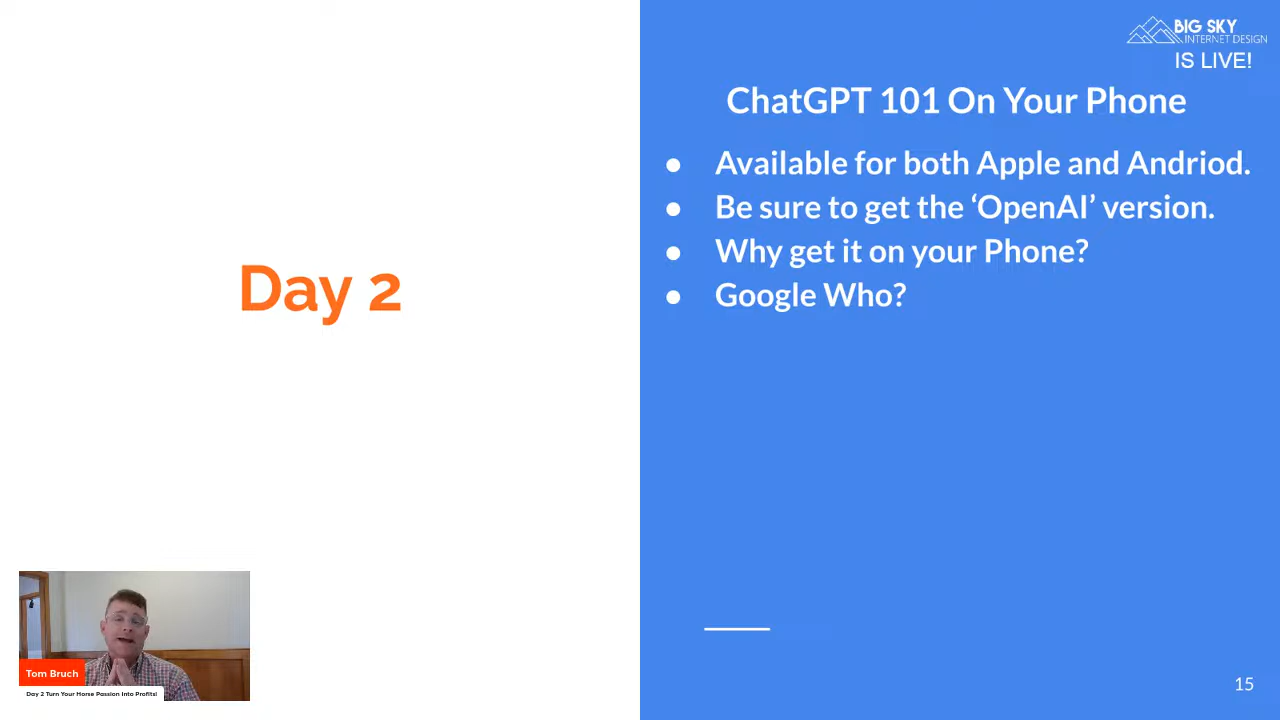 BIG SKY
INTERNET DESIGN
IS LIVE!
ChatGPT 101 On Your Phone
● Available for both Apple and Andriod.
● Be sure to get the ‘OpenAI’ version.
● Why get it on your Phone?
● Google Who?
Day 2
Tom Bruch
Day 2 Turn Your Horse Passion Into Profits!
15